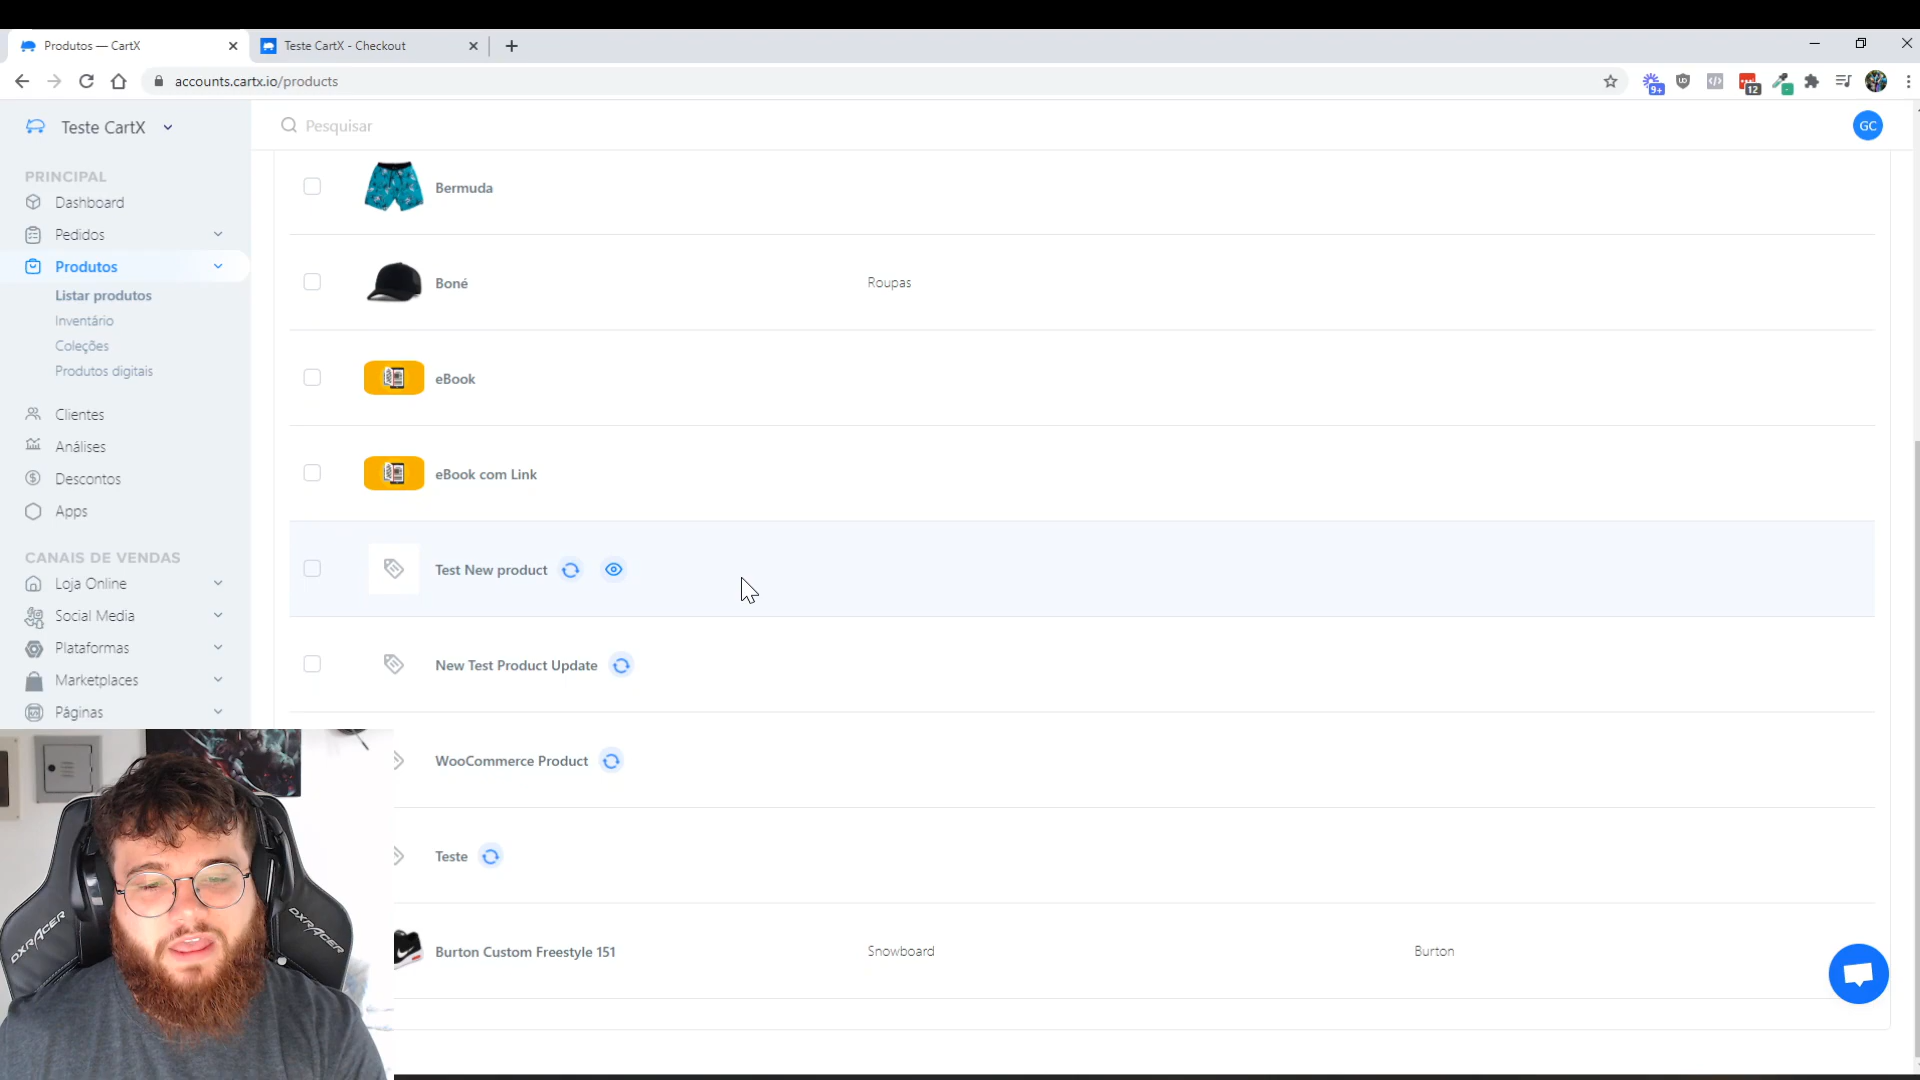 Produtos — CartX
Teste CartX - Checkout
accounts.cartx.io/products
9+
12
Teste CartX
Pesquisar
GC
PRINCIPAL
Dashboard
Pedidos
Produtos
Listar produtos
Inventário
Coleções
Produtos digitais
Clientes
Análises
Descontos
Apps
CANAIS DE VENDAS
Loja Online
Social Media
Plataformas
Marketplaces
Páginas
Bermuda
Boné
Roupas
eBook
eBook com Link
Test New product
New Test Product Update
WooCommerce Product
Teste
Burton Custom Freestyle 151
Snowboard
Burton
DXRACER
DXRACER